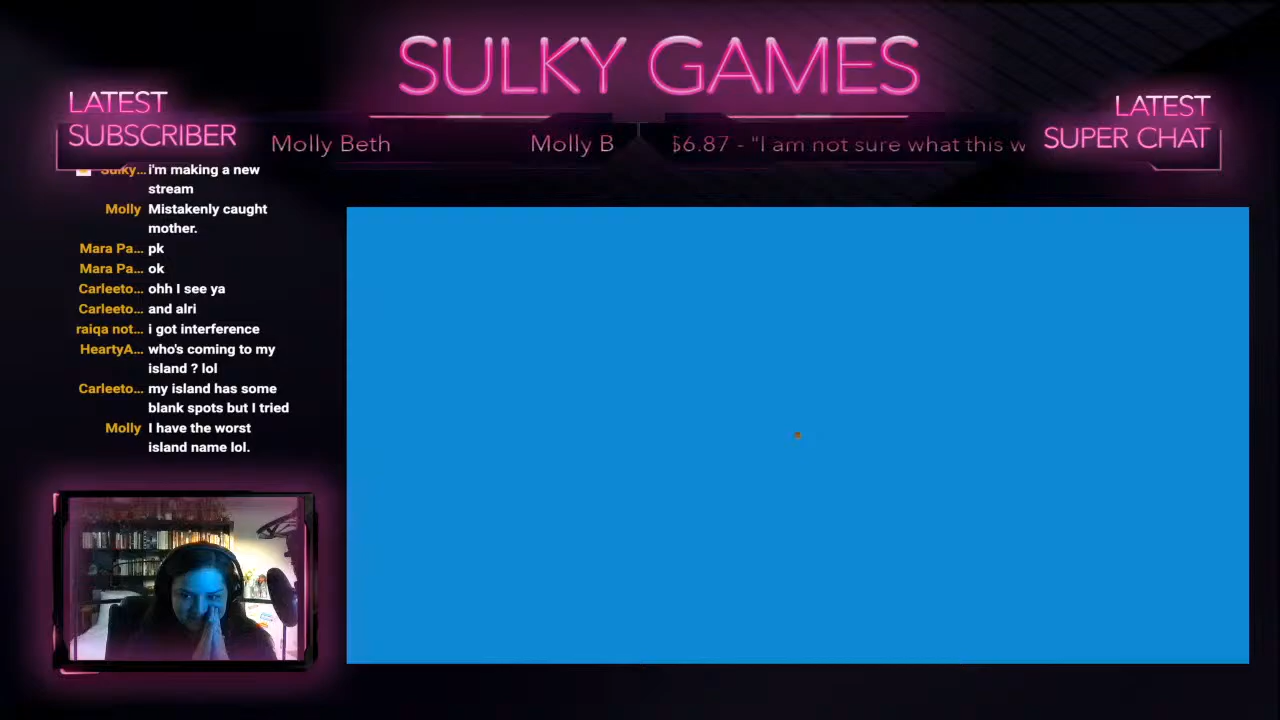 SULKY GAMES
LATEST
SUBSCRIBER
Molly Beth
Molly B
$6.87 - "I am not sure what this w
LATEST
SUPER CHAT
Sulky... i'm making a new
stream
Molly Mistakenly caught
mother.
Mara Pa... pk
Mara Pa... ok
Carleeto... ohh I see ya
Carleeto... and alri
raiqa not... i got interference
HeartyA... who's coming to my
island ? lol
Carleeto... my island has some
blank spots but I tried
Molly I have the worst
island name lol.